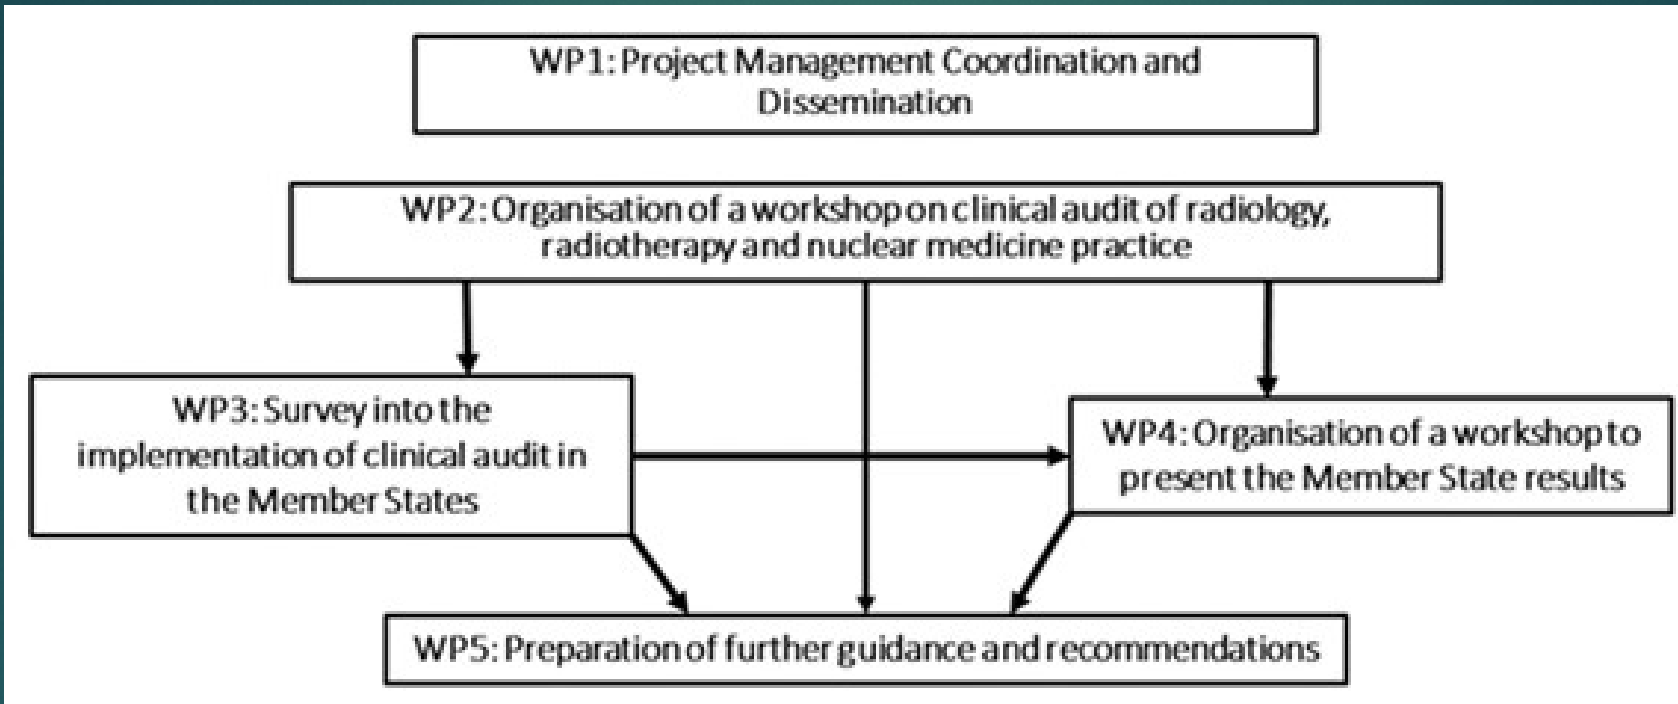 WP1: Project Management Coordination and
Dissemination
WP2: Organisation of a workshop on clinical audit of radiology,
radiotherapy and nuclear medicine practice
WP3: Survey into the
implementation of clinical audit in
the Member States
WP4: Organisation of a workshop to
present the Member State results
WP5: Preparation of further guidance and recommendations